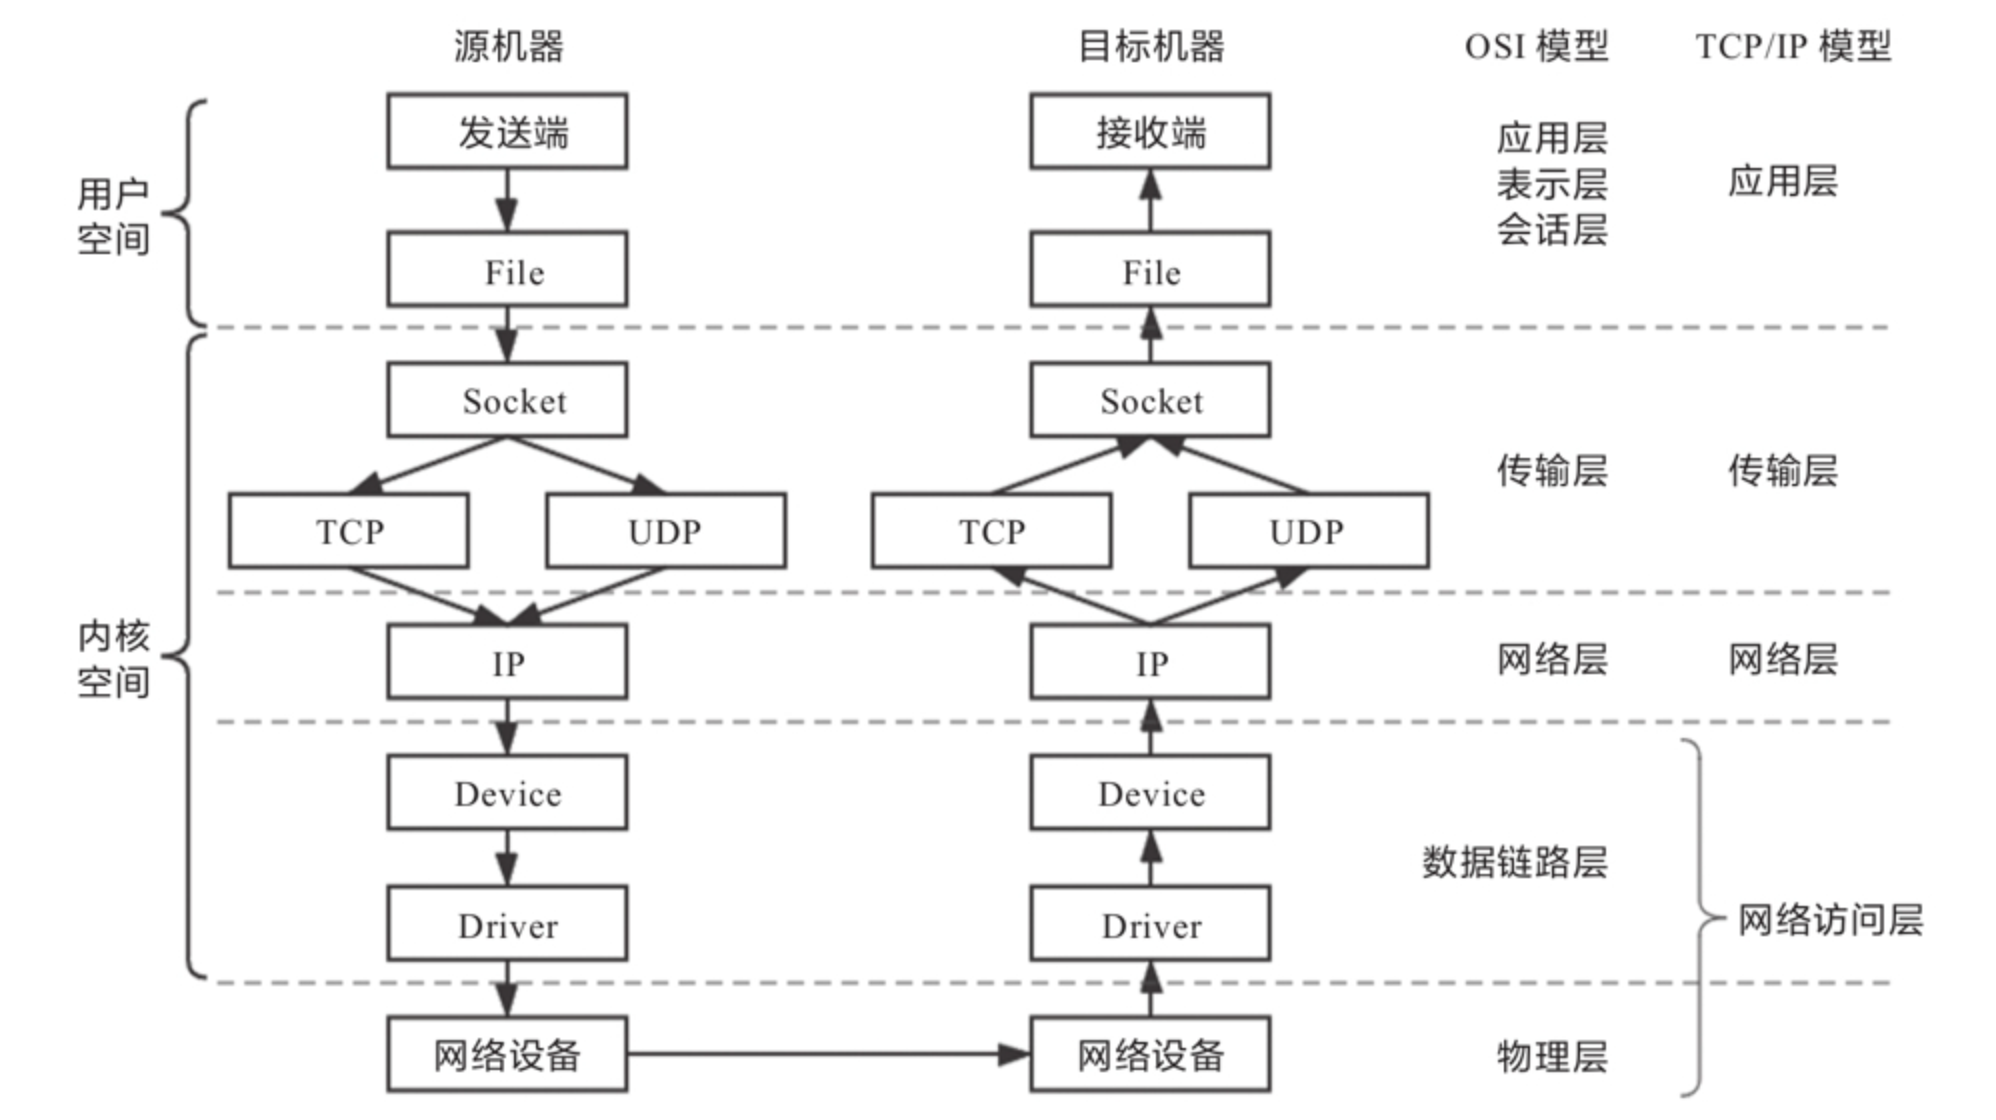 源机器 目标机器 OSI 模型 TCP/IP 模型
发送端 接收端 应用层
用户 表示层 应用层
空间 File File 会话层
Socket Socket
传输层 传输层
TCP UDP TCP UDP
内核
空间 IP IP 网络层 网络层
Device Device
数据链路层
Driver Driver 网络访问层
网络设备 网络设备 物理层